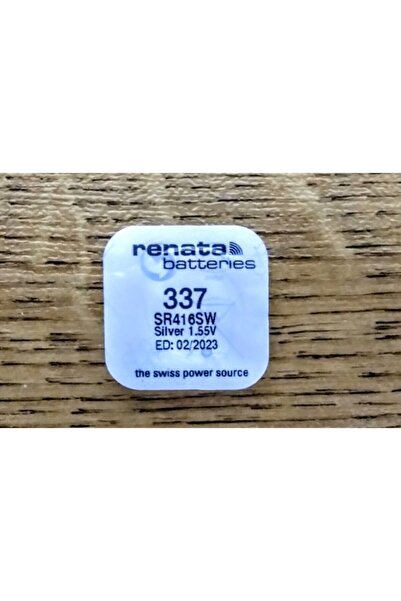 renata
batteries
337
SR416SW
Silver 1.55V
ED: 02/2023
the swiss power source